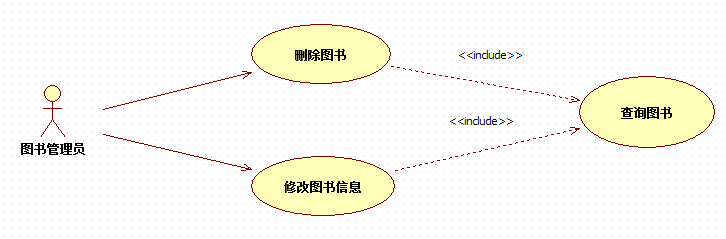 删除图书
<<include>>
查询图书
<<include>>
图书管理员
修改图书信息